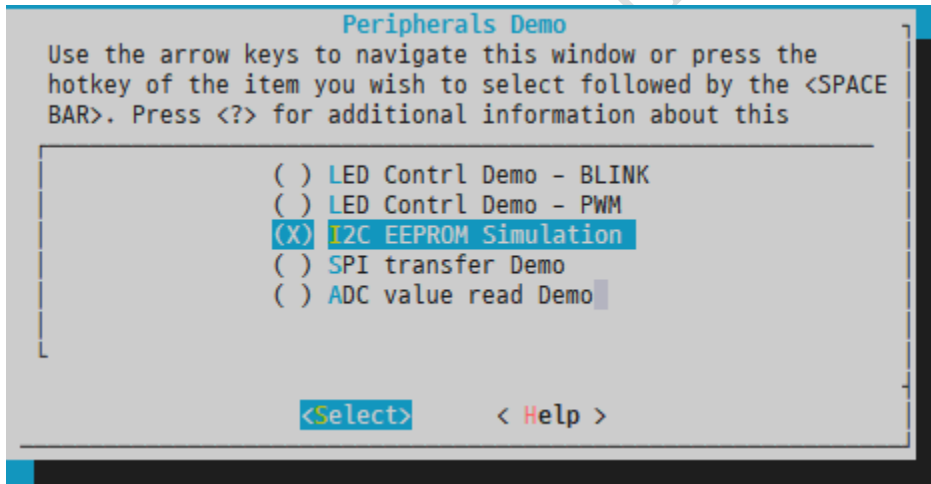 Peripherals Demo
Use the arrow keys to navigate this window or press the
hotkey of the item you wish to select followed by the <SPACE
BAR>. Press <?> for additional information about this
( ) LED Contrl Demo – BLINK
( ) LED Contrl Demo – PWM
(X) I2C EEPROM Simulation
( ) SPI transfer Demo
( ) ADC value read Demo
<Select> < Help >